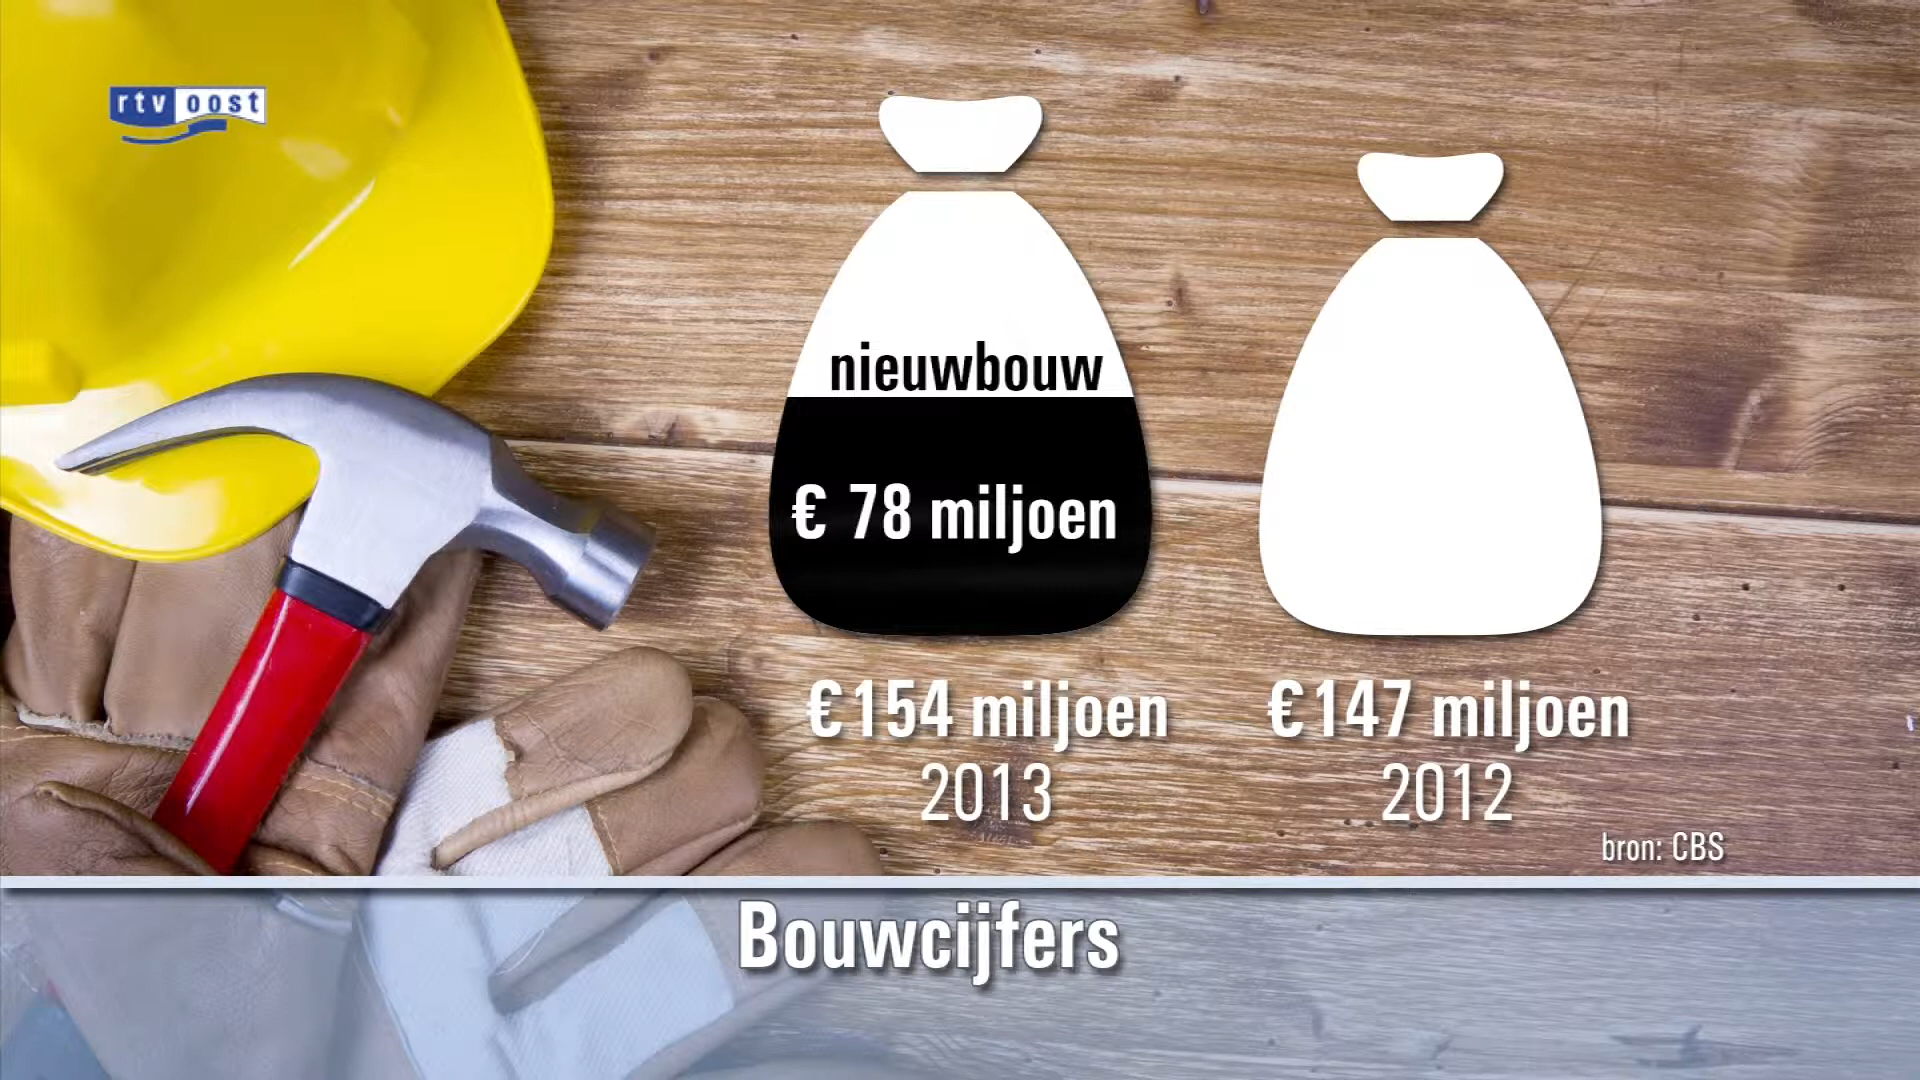 rtv oost
nieuwbouw
€ 78 miljoen
€154 miljoen
2013
€147 miljoen
2012
bron: CBS
Bouwcijfers